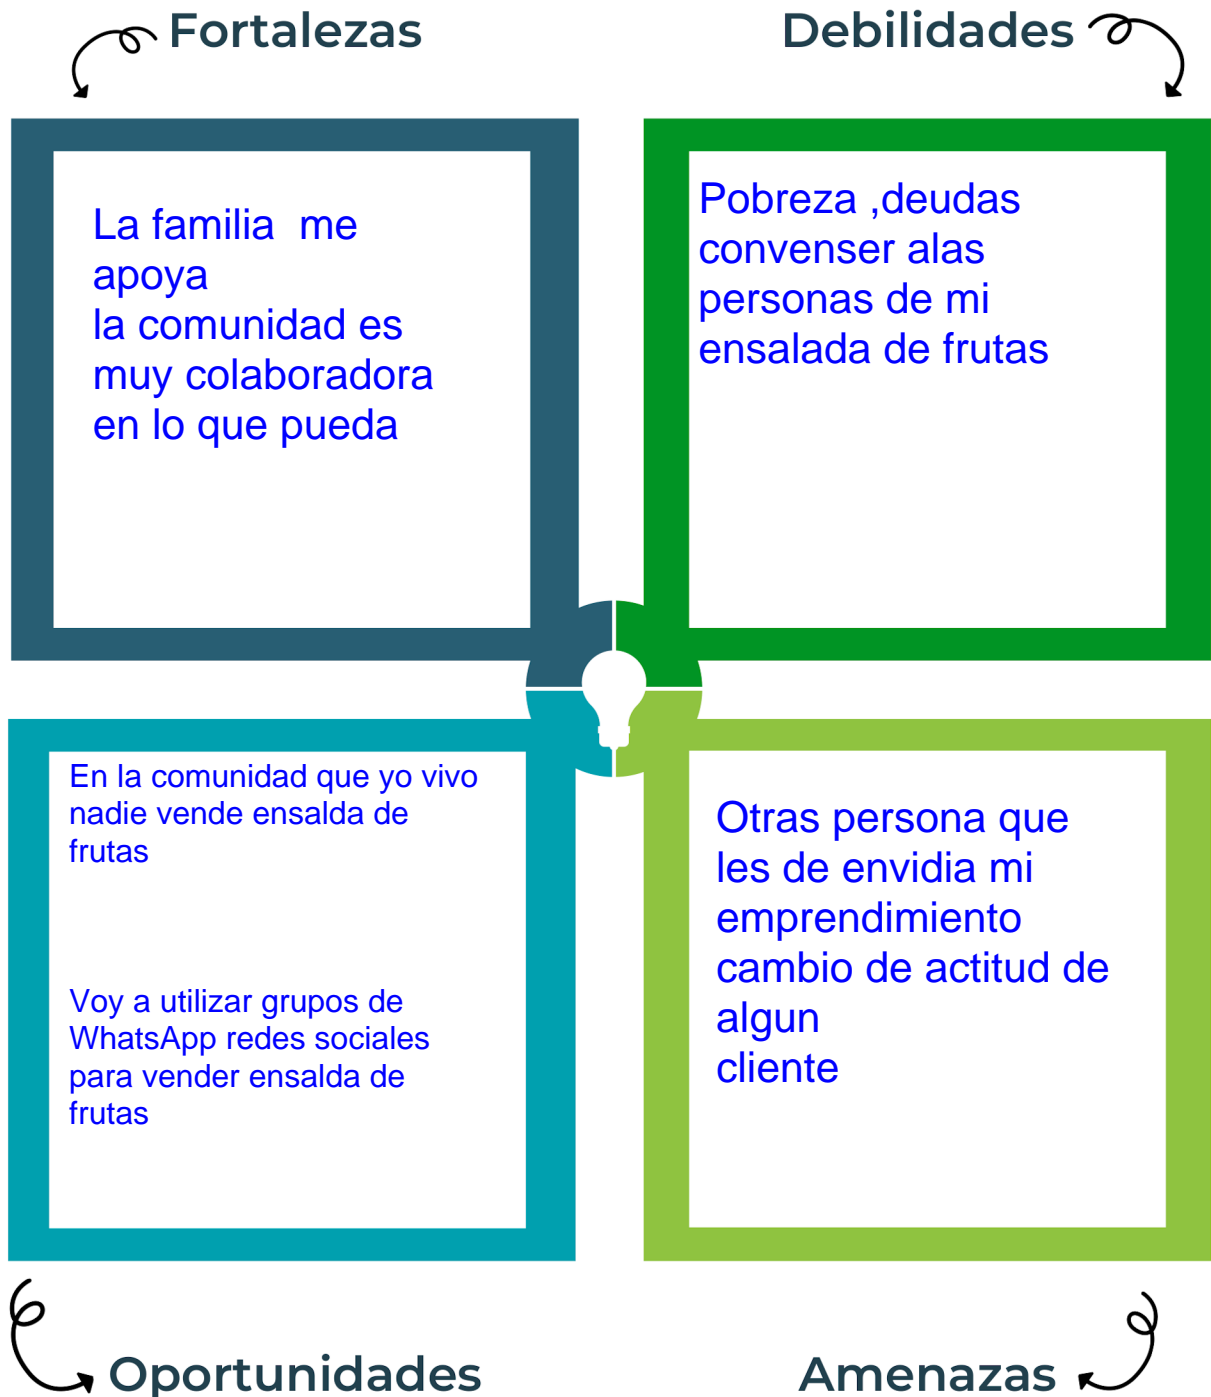 Fortalezas
La familia  me
apoya
la comunidad es
muy colaboradora
en lo que pueda
Debilidades
Pobreza ,deudas
convenser alas
personas de mi
ensalada de frutas
En la comunidad que yo vivo
nadie vende ensalda de
frutas
Voy a utilizar grupos de
WhatsApp redes sociales
para vender ensalda de
frutas
Oportunidades
Otras persona que
les de envidia mi
emprendimiento
cambio de actitud de
algun
cliente
Amenazas